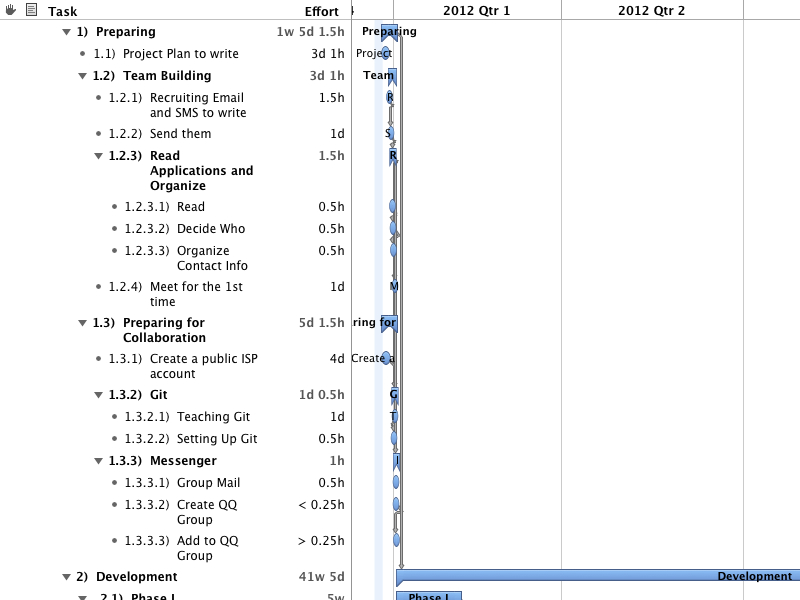 Task Effort 2012 Qtr 1 2012 Qtr 2
1) Preparing 1w 5d 1.5h Preparing
1.1) Project Plan to write 3d 1h Project
1.2) Team Building 3d 1h Team
1.2.1) Recruiting Email 1.5h R
and SMS to write
1.2.2) Send them 1d S
1.2.3) Read 1.5h R
Applications and
Organize
1.2.3.1) Read 0.5h
1.2.3.2) Decide Who 0.5h
1.2.3.3) Organize 0.5h
Contact Info
1.2.4) Meet for the 1st 1d M
time
1.3) Preparing for 5d 1.5h ring for
Collaboration
1.3.1) Create a public ISP 4d Create a
account
1.3.2) Git 1d 0.5h G
1.3.2.1) Teaching Git 1d T
1.3.2.2) Setting Up Git 0.5h
1.3.3) Messenger 1h
1.3.3.1) Group Mail 0.5h
1.3.3.2) Create QQ < 0.25h
Group
1.3.3.3) Add to QQ > 0.25h
Group
2) Development 41w 5d Development
2.1) Phase I 5w Phase I